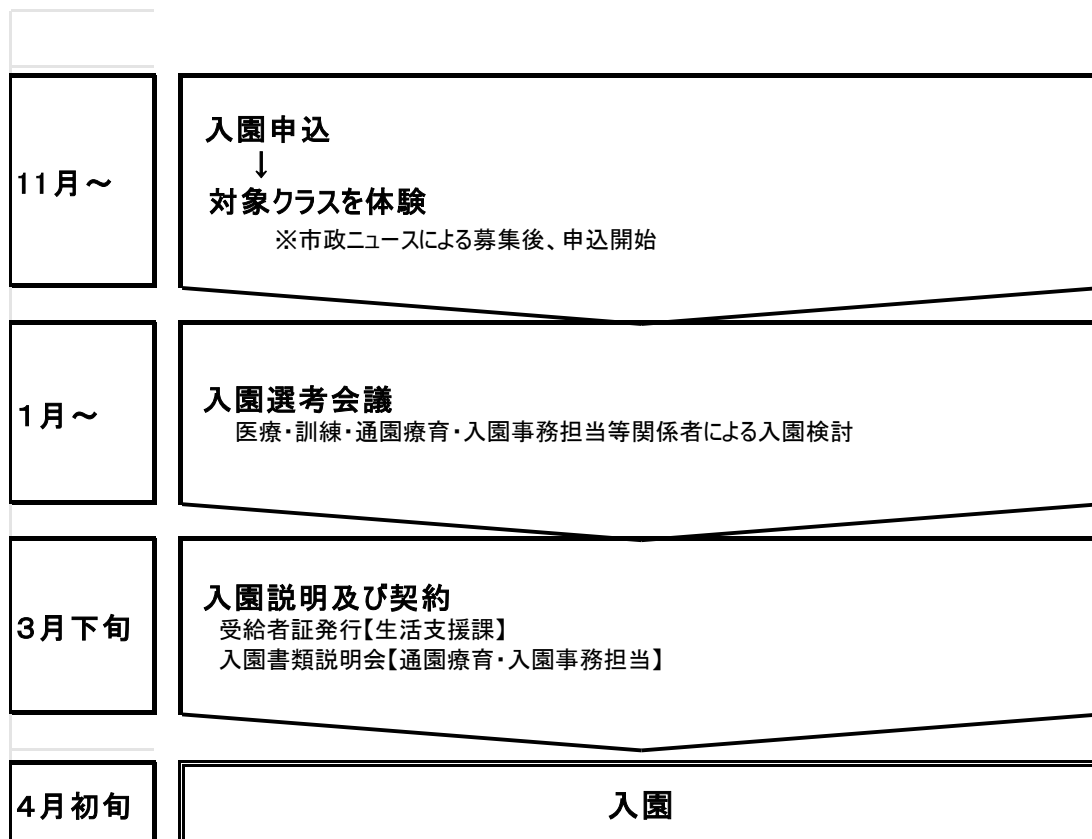 11月～
入園申込
↓
対象クラスを体験
※市政ニュースによる募集後、申込開始
1月～
入園選考会議
医療・訓練・通園療育・入園事務担当等関係者による入園検討
3月下旬
入園説明及び契約
受給者証発行【生活支援課】
入園書類説明会【通園療育・入園事務担当】
4月初旬
入園